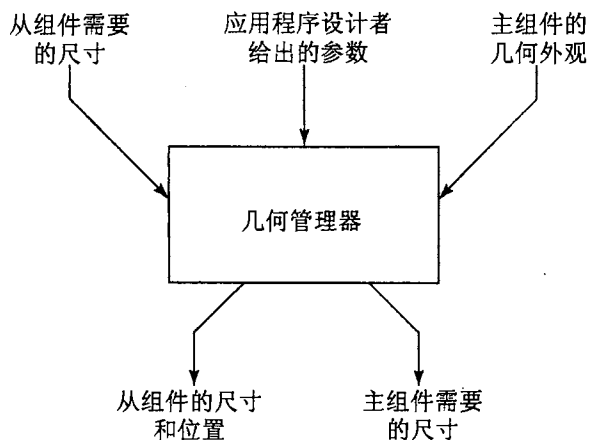 从组件需要
的尺寸
应用程序设计者
给出的参数
主组件的
几何外观
几何管理器
从组件的尺寸
和位置
主组件需要
的尺寸